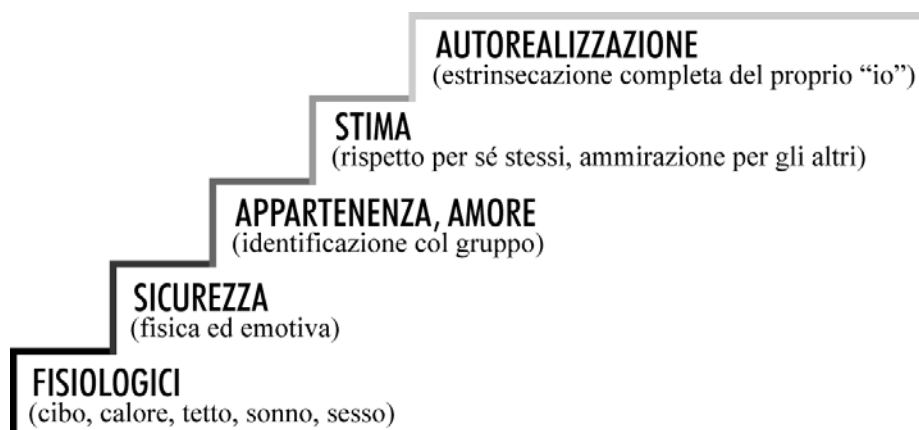 AUTOREALIZZAZIONE
(estrinsecazione completa del proprio “io”)
STIMA
(rispetto per sé stessi, ammirazione per gli altri)
APPARTENENZA, AMORE
(identificazione col gruppo)
SICUREZZA
(fisica ed emotiva)
FISIOLOGICI
(cibo, calore, tetto, sonno, sesso)